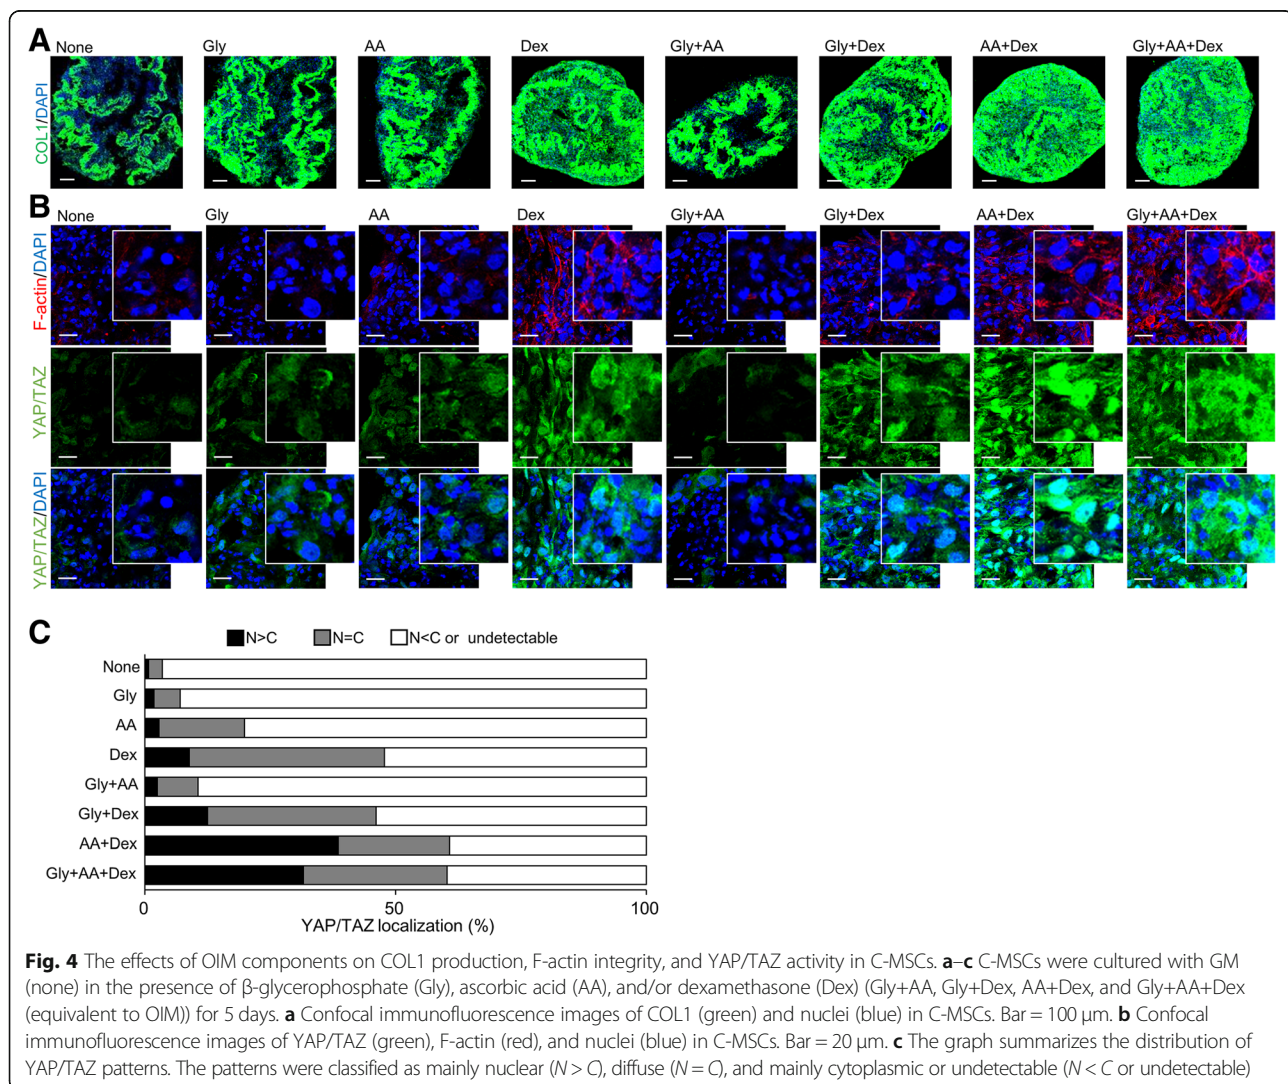 A
None Gly AA Dex Gly+AA Gly+Dex AA+Dex Gly+AA+Dex
COL1/DAPI
B
None Gly AA Dex Gly+AA Gly+Dex AA+Dex Gly+AA+Dex
F-actin/DAPI
YAP/TAZ
YAP/TAZ/DAPI
C
N>C N=C N<C or undetectable
None
Gly
AA
Dex
Gly+AA
Gly+Dex
AA+Dex
Gly+AA+Dex
0 50 100
YAP/TAZ localization (%)
Fig. 4 The effects of OIM components on COL1 production, F-actin integrity, and YAP/TAZ activity in C-MSCs. a–c C-MSCs were cultured with GM
(none) in the presence of β-glycerophosphate (Gly), ascorbic acid (AA), and/or dexamethasone (Dex) (Gly+AA, Gly+Dex, AA+Dex, and Gly+AA+Dex
(equivalent to OIM)) for 5 days. a Confocal immunofluorescence images of COL1 (green) and nuclei (blue) in C-MSCs. Bar = 100 μm. b Confocal
immunofluorescence images of YAP/TAZ (green), F-actin (red), and nuclei (blue) in C-MSCs. Bar = 20 μm. c The graph summarizes the distribution of
YAP/TAZ patterns. The patterns were classified as mainly nuclear (N > C), diffuse (N = C), and mainly cytoplasmic or undetectable (N < C or undetectable)